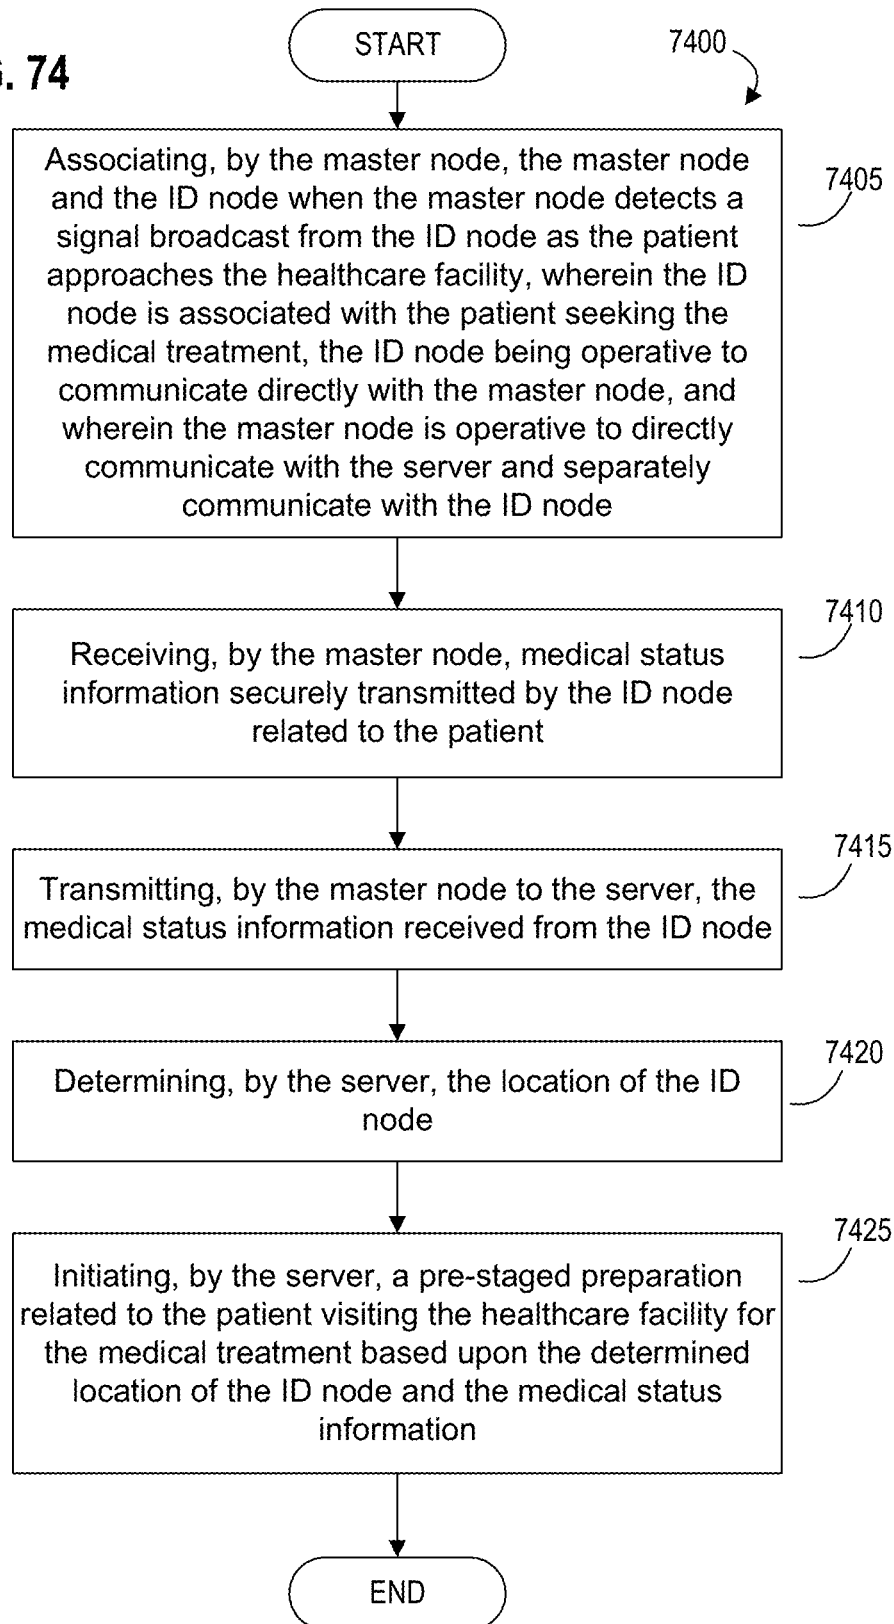 START
7400
. 74
Associating, by the master node, the master node
and the ID node when the master node detects a
signal broadcast from the ID node as the patient
approaches the healthcare facility, wherein the ID
node is associated with the patient seeking the
medical treatment, the ID node being operative to
communicate directly with the master node, and
wherein the master node is operative to directly
communicate with the server and separately
communicate with the ID node
7405
Receiving, by the master node, medical status
information securely transmitted by the ID node
related to the patient
7410
Transmitting, by the master node to the server, the
medical status information received from the ID node
7415
Determining, by the server, the location of the ID
node
7420
Initiating, by the server, a pre-staged preparation
related to the patient visiting the healthcare facility for
the medical treatment based upon the determined
location of the ID node and the medical status
information
7425
END